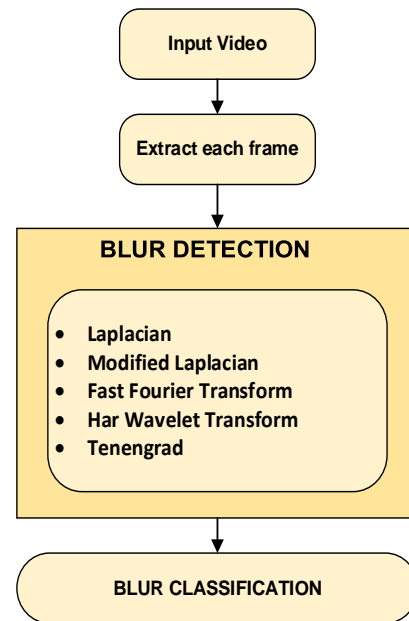 Input Video
Extract each frame
BLUR DETECTION
• Laplacian
• Modified Laplacian
• Fast Fourier Transform
• Har Wavelet Transform
• Tenengrad
BLUR CLASSIFICATION